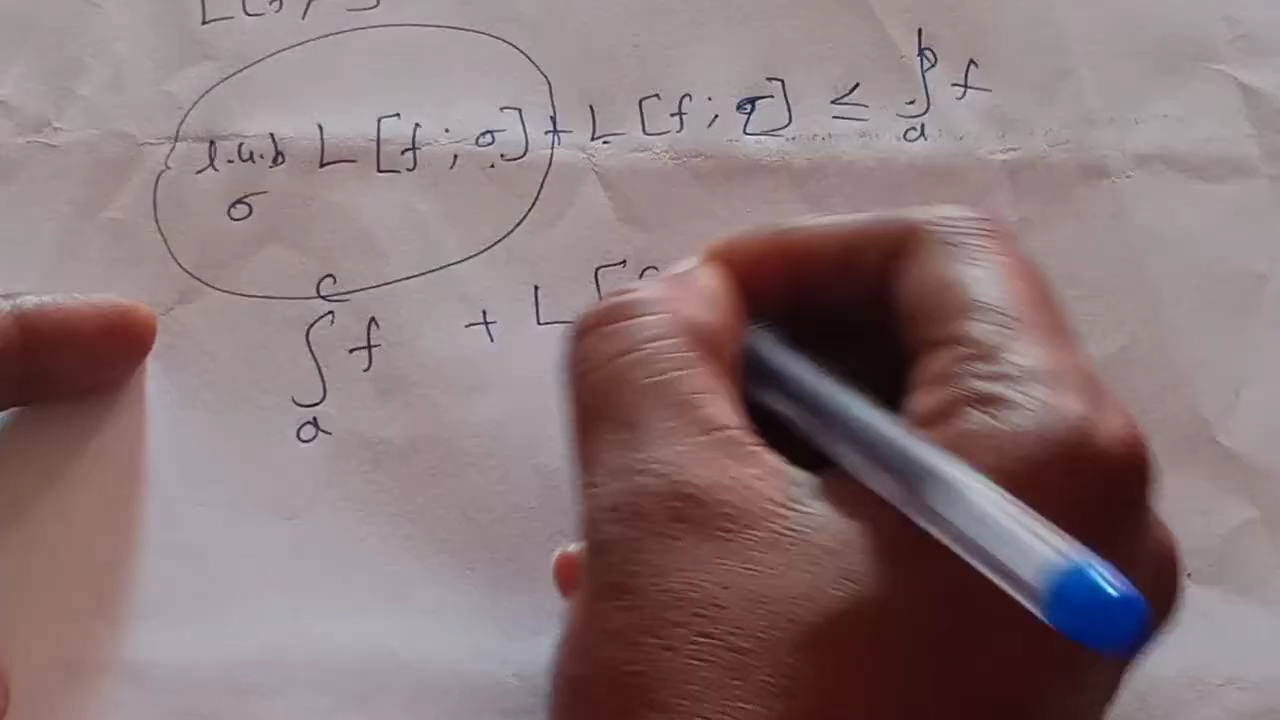 l.u.b L [f ; σ] + L [f ; τ] ≤ ∫ₐᵇ f
σ
∫ₐᶜ f + L [